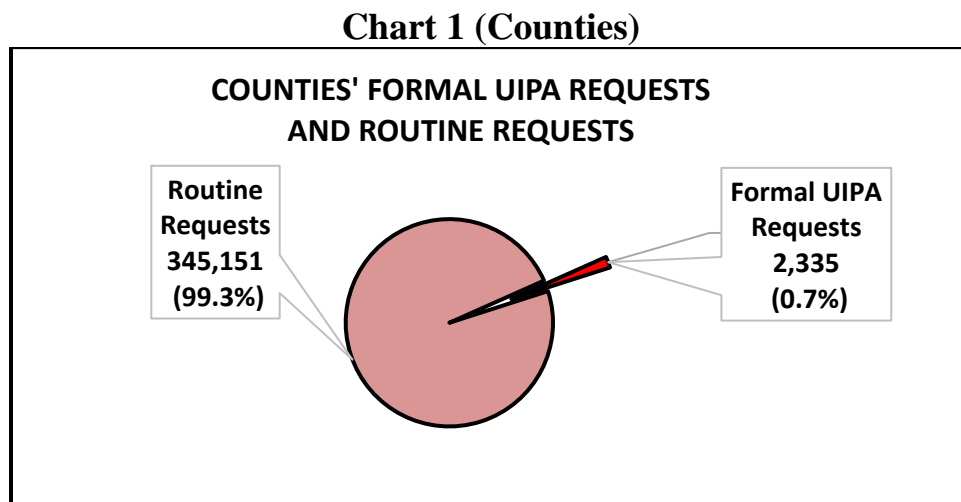 Chart 1 (Counties)
COUNTIES' FORMAL UIPA REQUESTS
AND ROUTINE REQUESTS
Routine
Requests
345,151
(99.3%)
Formal UIPA
Requests
2,335
(0.7%)